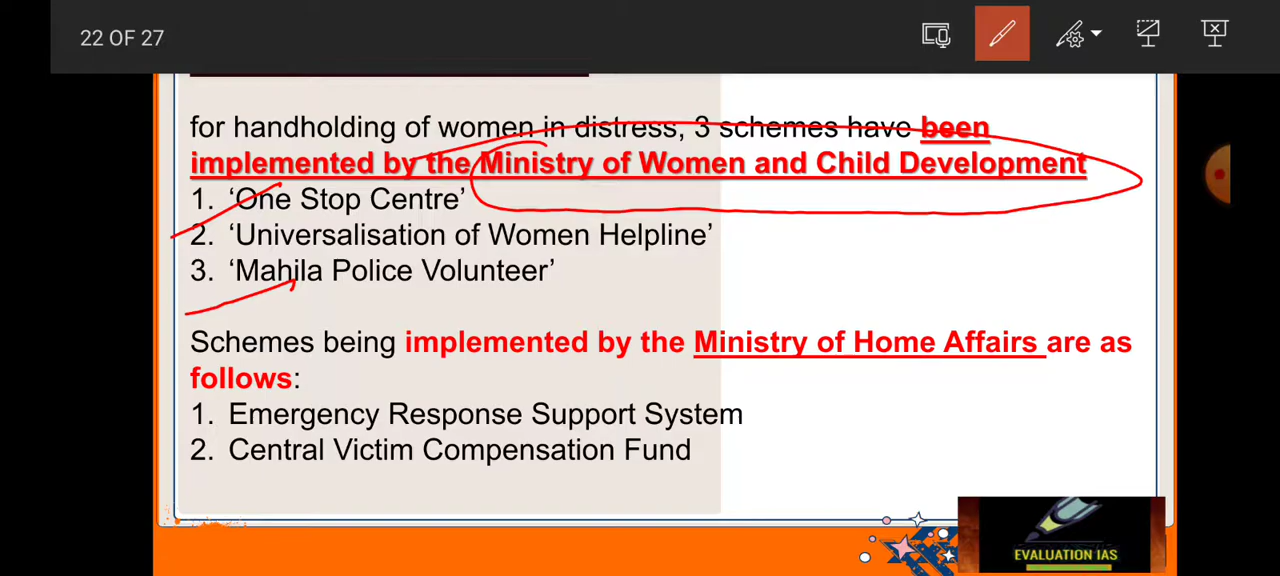 22 OF 27
for handholding of women in distress, 3 schemes have been
implemented by the Ministry of Women and Child Development
1. ‘One Stop Centre’
2. ‘Universalisation of Women Helpline’
3. ‘Mahila Police Volunteer’
Schemes being implemented by the Ministry of Home Affairs are as
follows:
1. Emergency Response Support System
2. Central Victim Compensation Fund
EVALUATION IAS